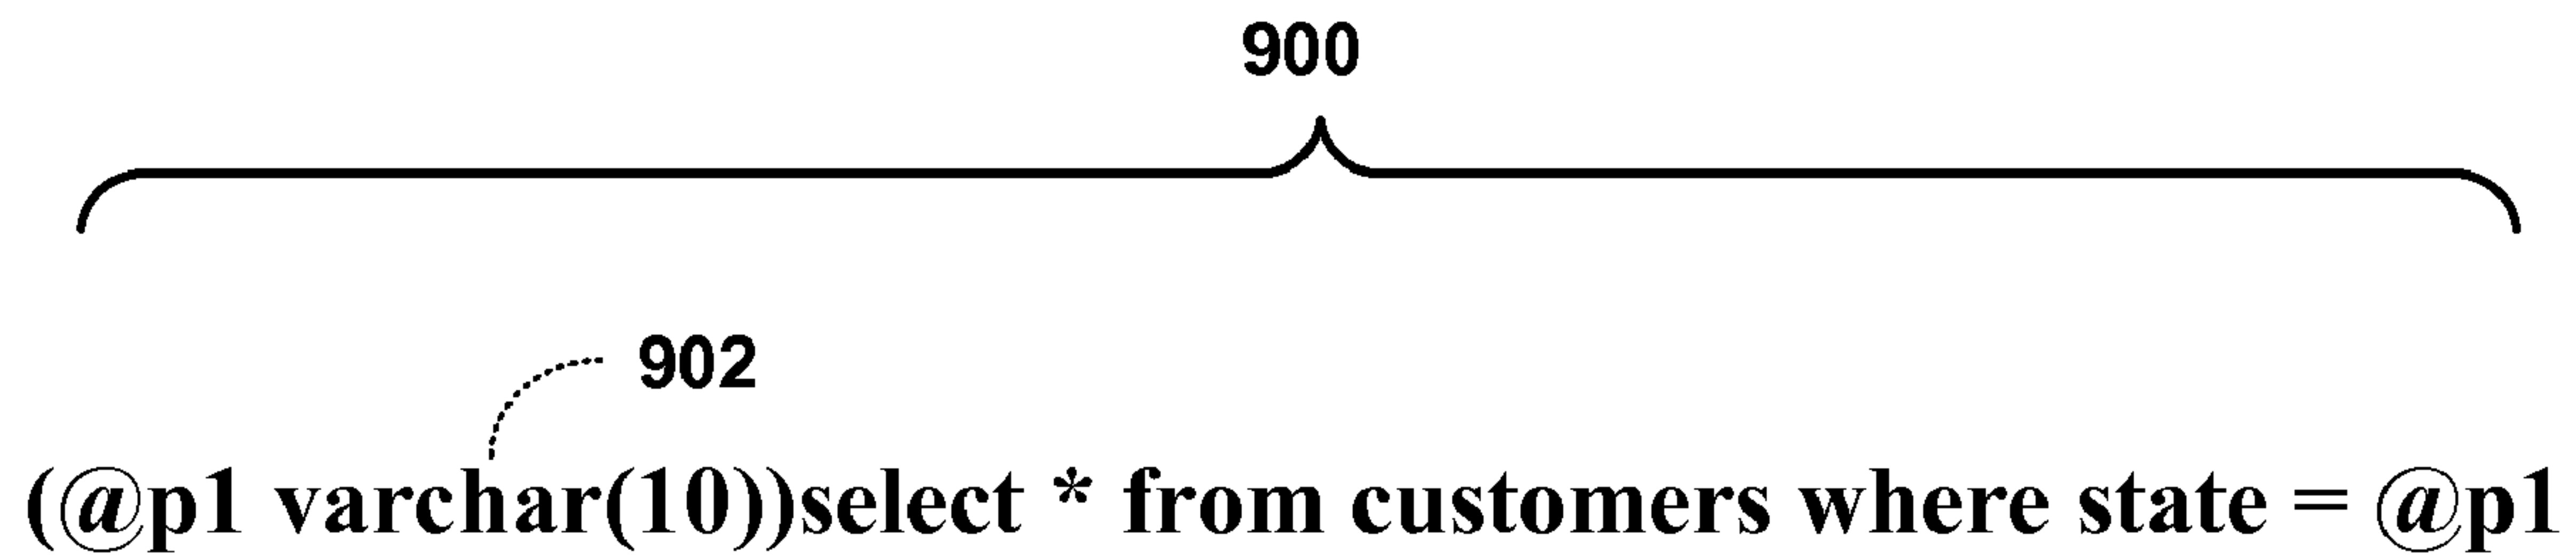 900
902
(@p1 varchar(10))select * from customers where state = @p1